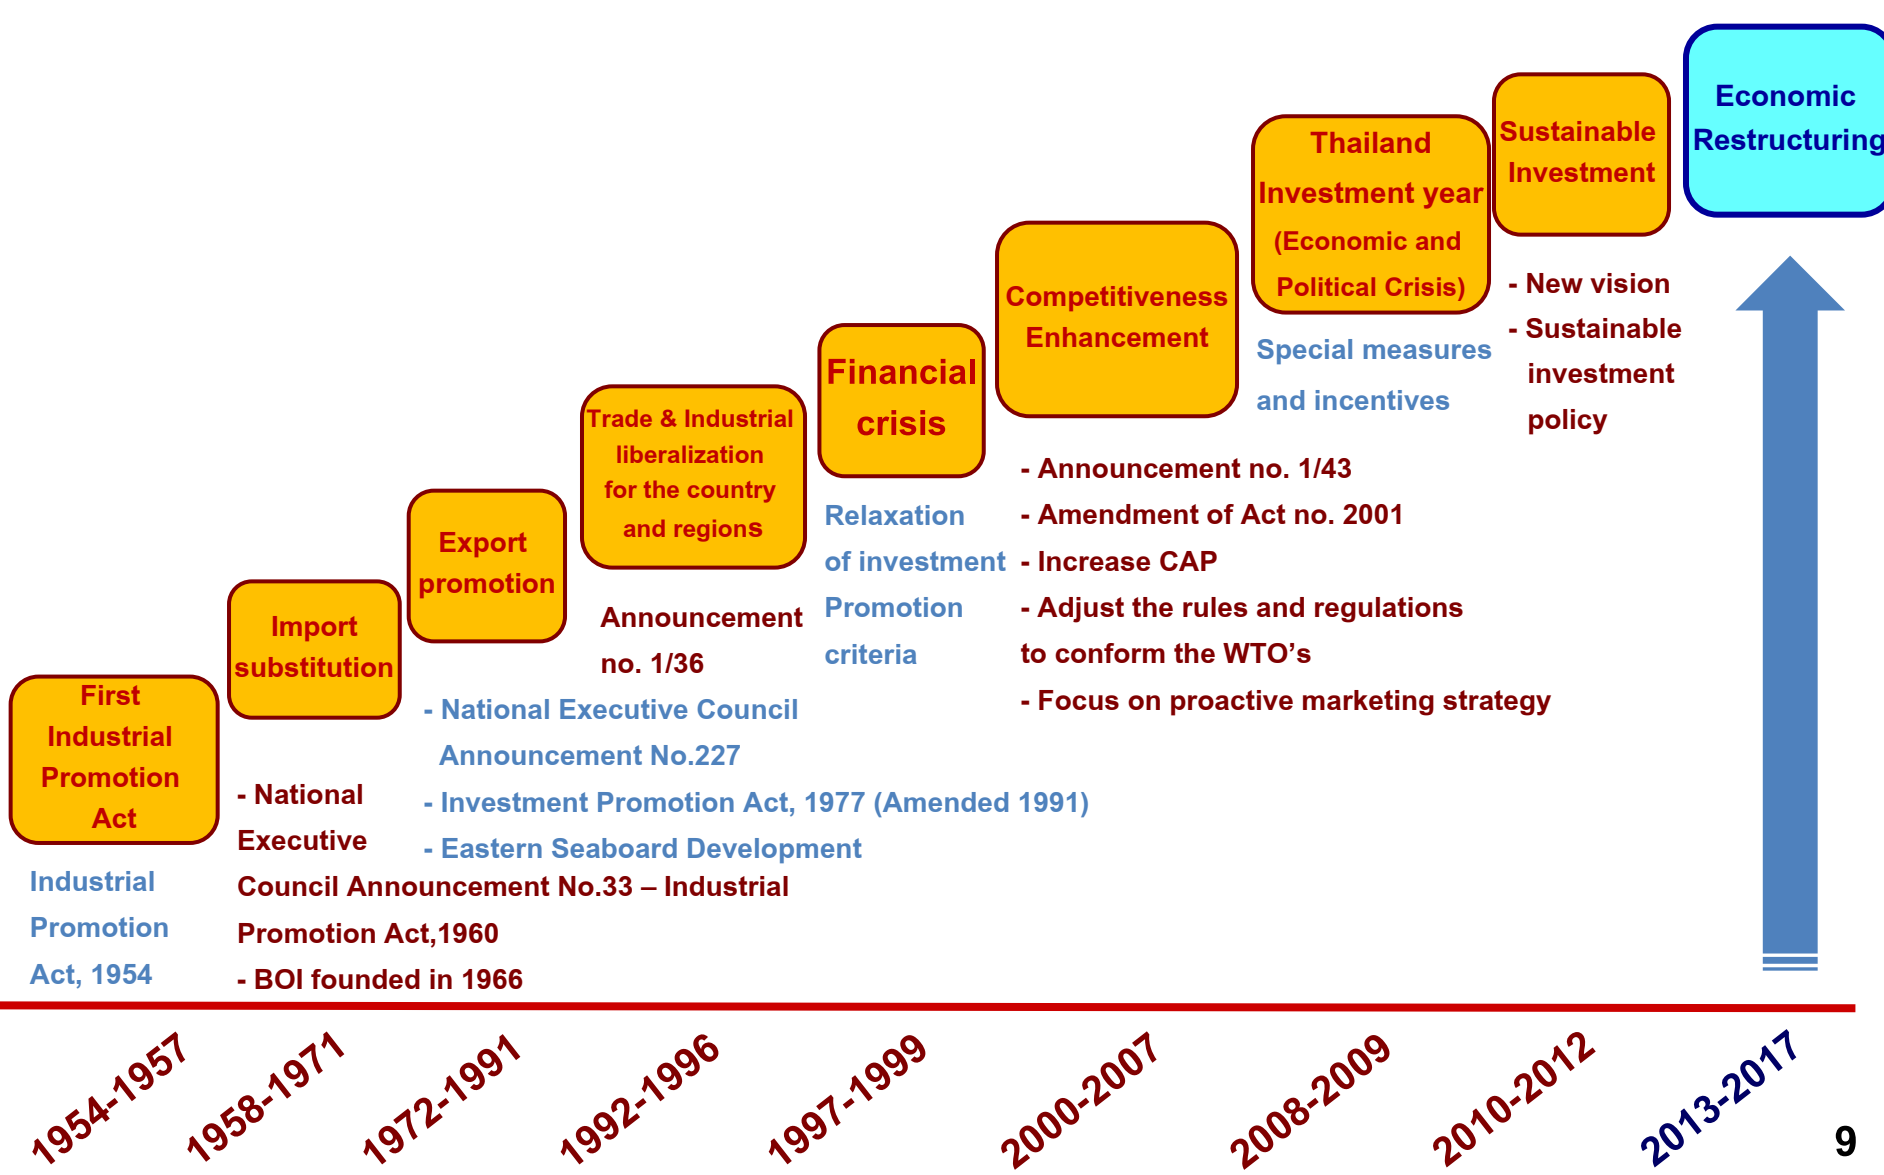 First
Industrial
Promotion
Act
Industrial
Promotion
Act, 1954
Import
substitution
- National
Executive
Council Announcement No.33 – Industrial
Promotion Act,1960
- BOI founded in 1966
Export
promotion
- National Executive Council
Announcement No.227
- Investment Promotion Act, 1977 (Amended 1991)
- Eastern Seaboard Development
Trade & Industrial
liberalization
for the country
and regions
Announcement
no. 1/36
Financial
crisis
Relaxation
of investment
Promotion
criteria
Competitiveness
Enhancement
- Announcement no. 1/43
- Amendment of Act no. 2001
- Increase CAP
- Adjust the rules and regulations
to conform the WTO’s
- Focus on proactive marketing strategy
Thailand
Investment year
(Economic and
Political Crisis)
Special measures
and incentives
Sustainable
Investment
- New vision
- Sustainable
investment
policy
Economic
Restructuring
1954-1957
1958-1971
1972-1991
1992-1996
1997-1999
2000-2007
2008-2009
2010-2012
2013-2017
9